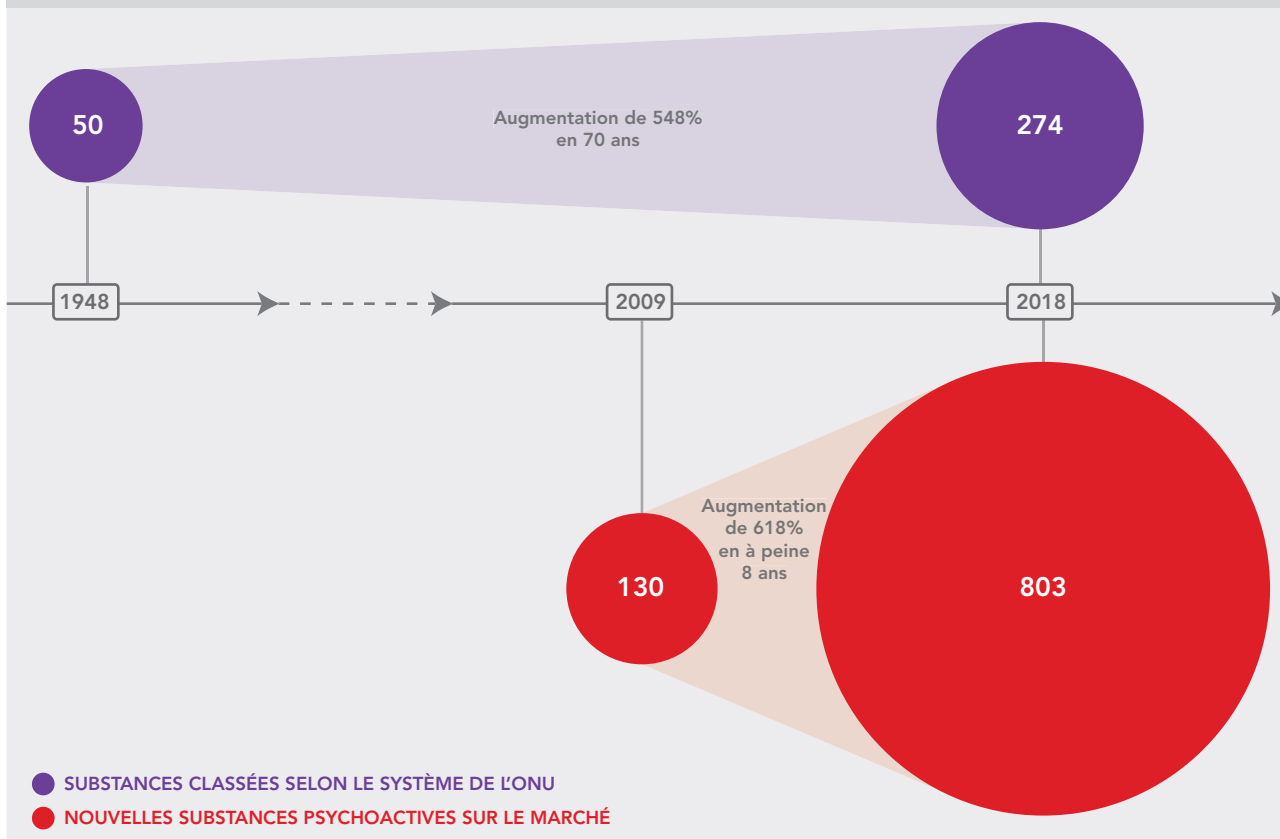 50
Augmentation de 548%
en 70 ans
274
1948
2009
2018
Augmentation
de 618%
en à peine
8 ans
130
803
SUBSTANCES CLASSÉES SELON LE SYSTÈME DE L’ONU
NOUVELLES SUBSTANCES PSYCHOACTIVES SUR LE MARCHÉ